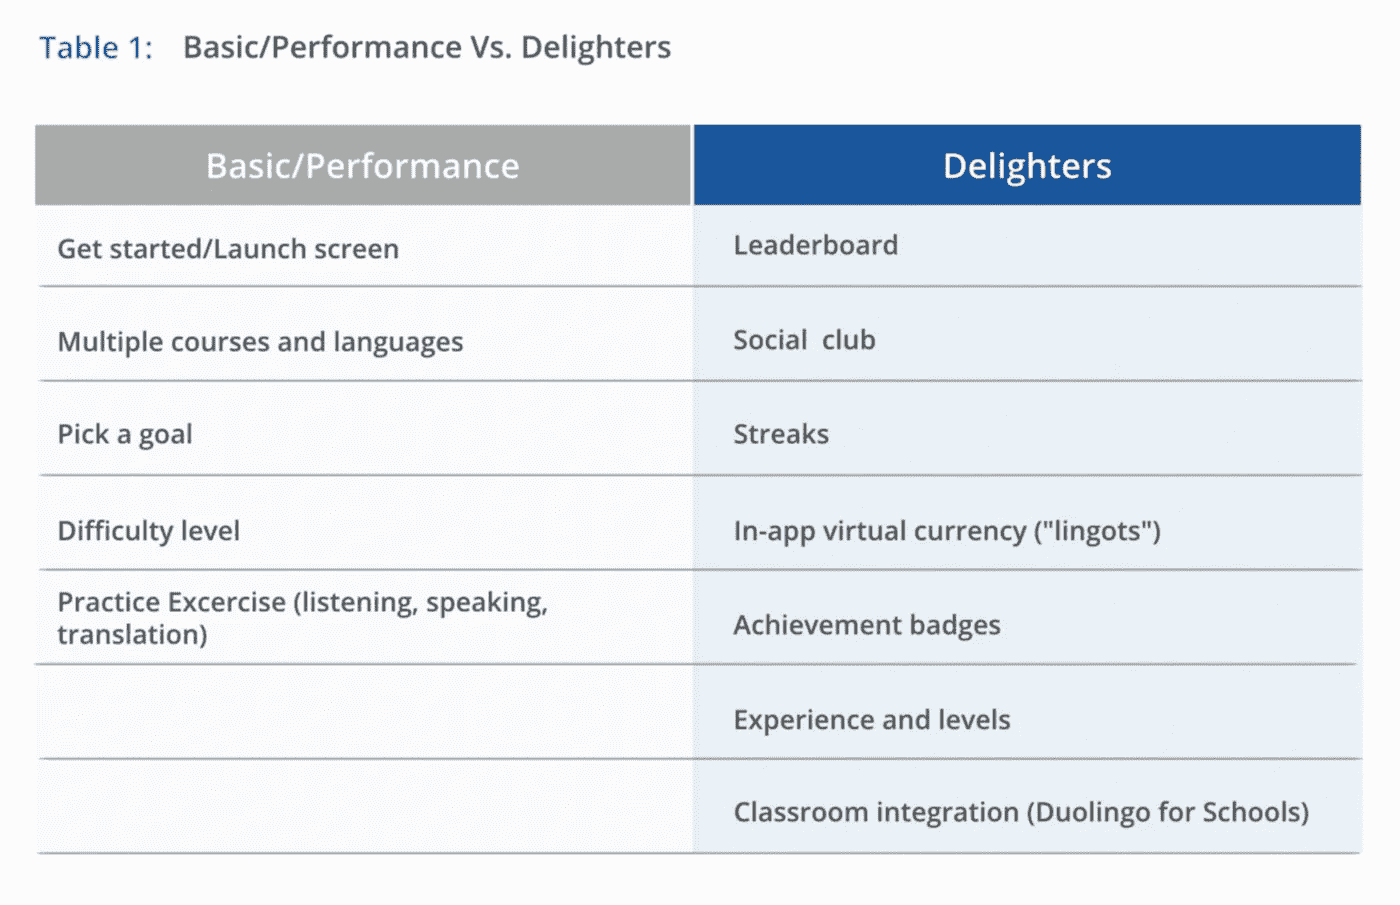 Table 1: Basic/Performance Vs. Delighters
Basic/Performance Delighters
Get started/Launch screen Leaderboard
Multiple courses and languages Social club
Pick a goal Streaks
Difficulty level In-app virtual currency ("lingots")
Practice Excercise (listening, speaking,
translation) Achievement badges
Experience and levels
Classroom integration (Duolingo for Schools)